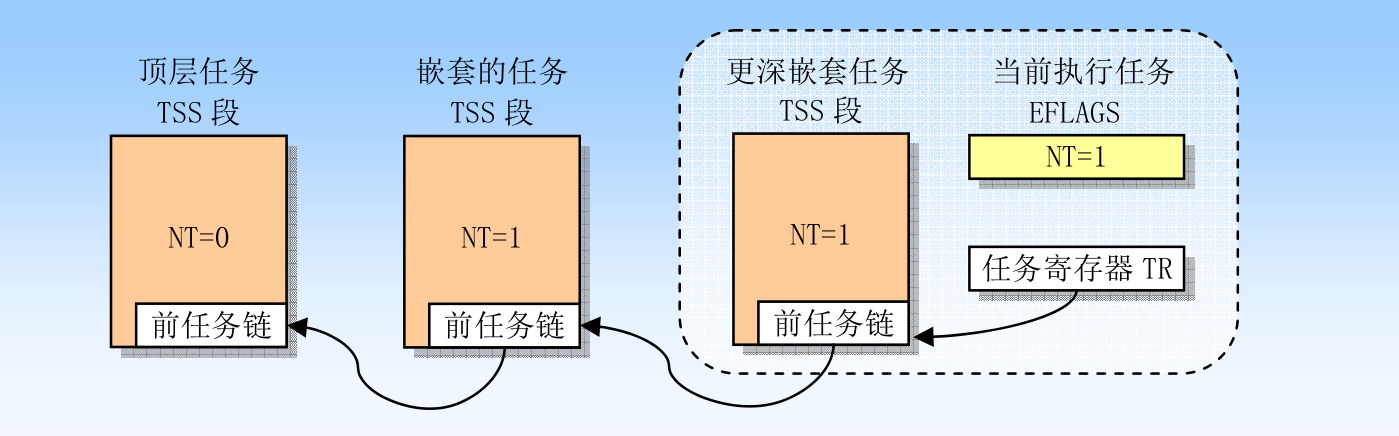 顶层任务
TSS 段
NT=0
前任务链
嵌套的任务
TSS 段
NT=1
前任务链
更深嵌套任务
TSS 段
NT=1
前任务链
当前执行任务
EFLAGS
NT=1
任务寄存器 TR